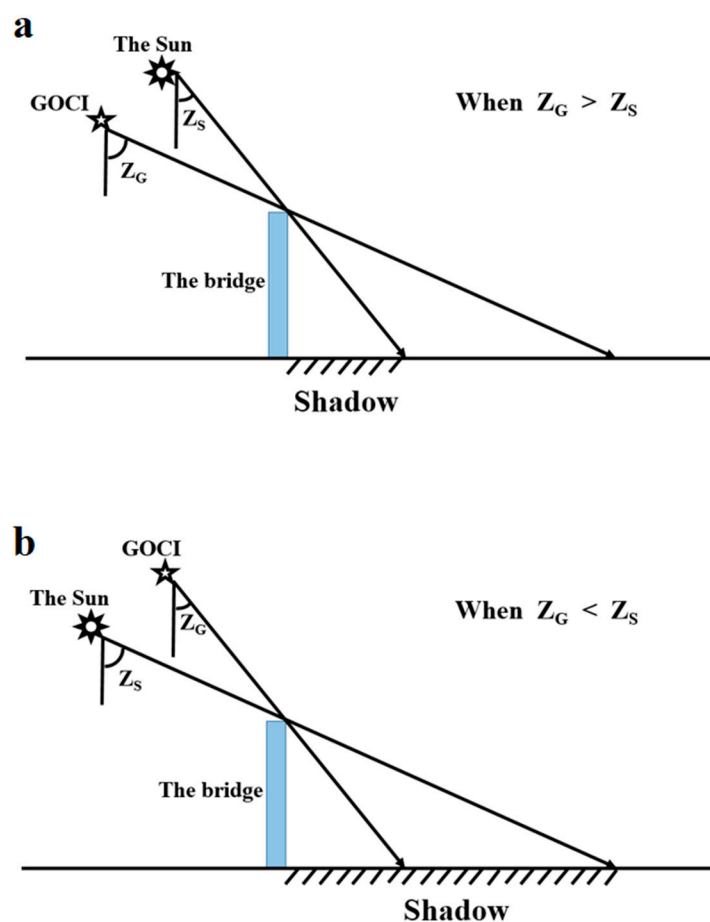 a
The Sun
GOCI
When Z_G > Z_S
Z_S
Z_G
The bridge
Shadow
b
GOCI
The Sun
When Z_G < Z_S
Z_G
Z_S
The bridge
Shadow